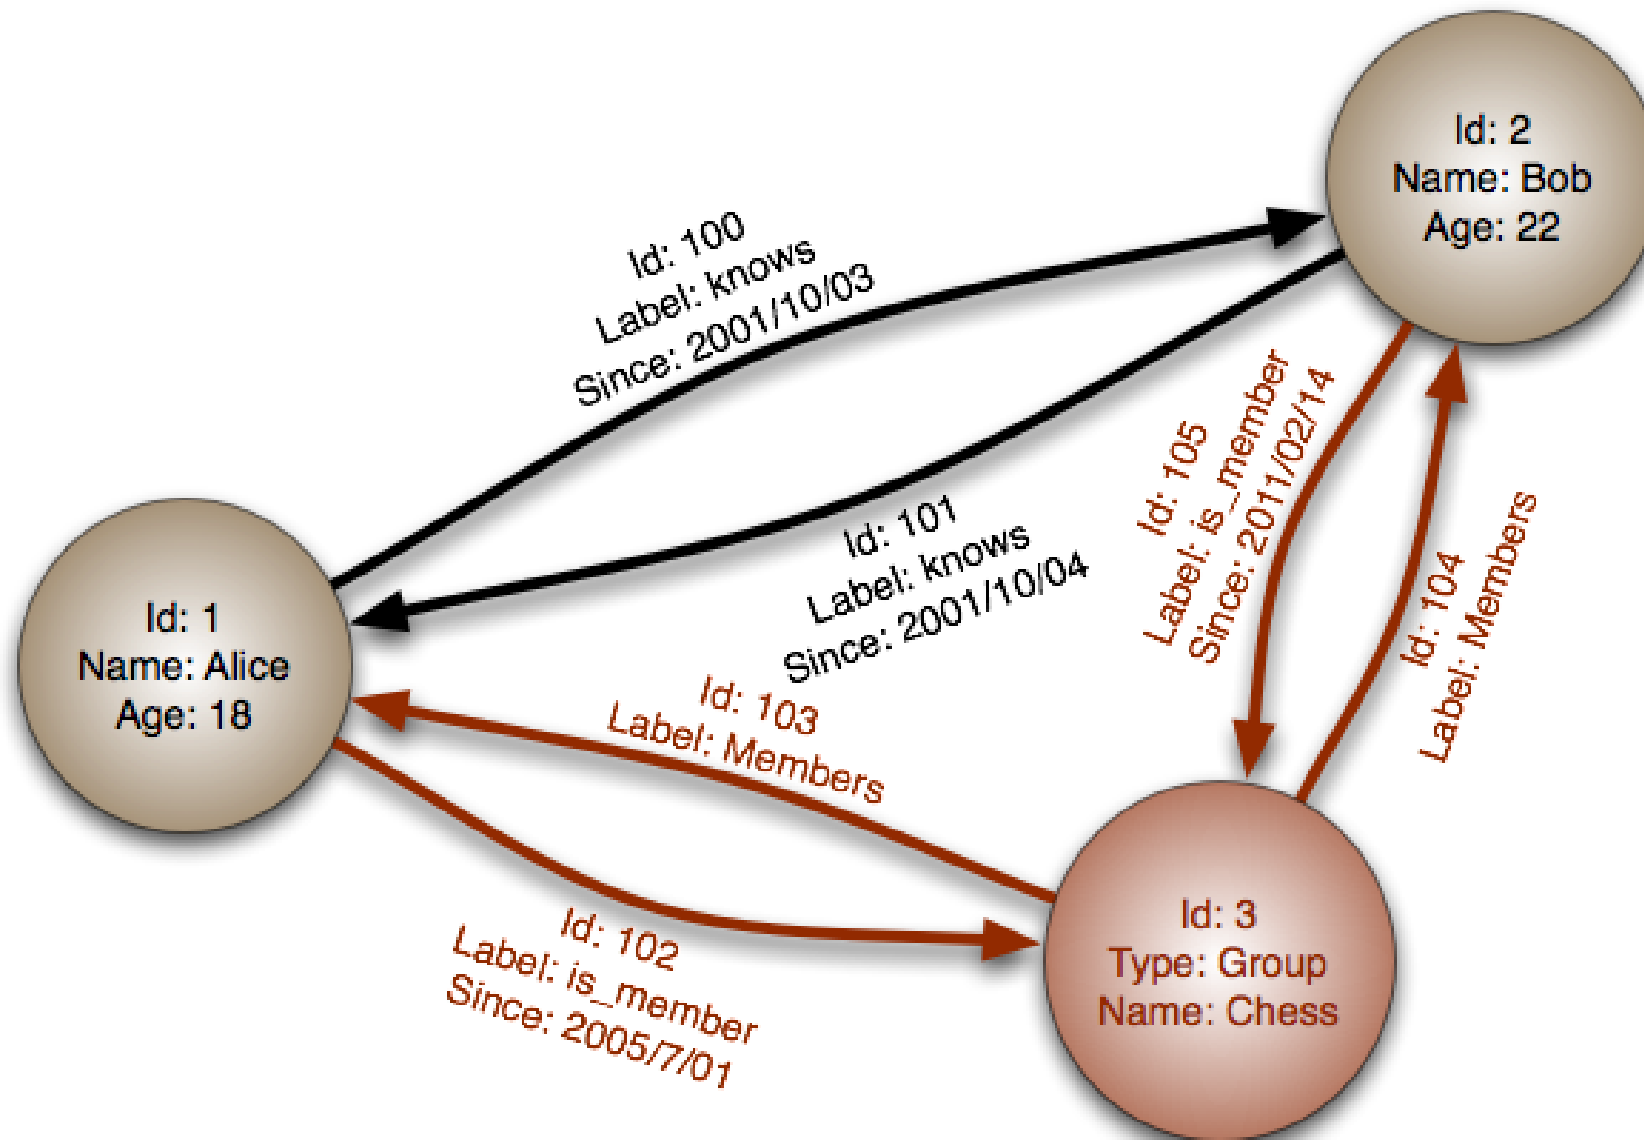 Id: 2
Name: Bob
Age: 22
Id: 100
Label: knows
Since: 2001/10/03
Id: 101
Label: knows
Since: 2001/10/04
Id: 105
Label: is_member
Since: 2011/02/14
Id: 104
Label: Members
Id: 1
Name: Alice
Age: 18
Id: 103
Label: Members
Id: 102
Label: is_member
Since: 2005/7/01
Id: 3
Type: Group
Name: Chess